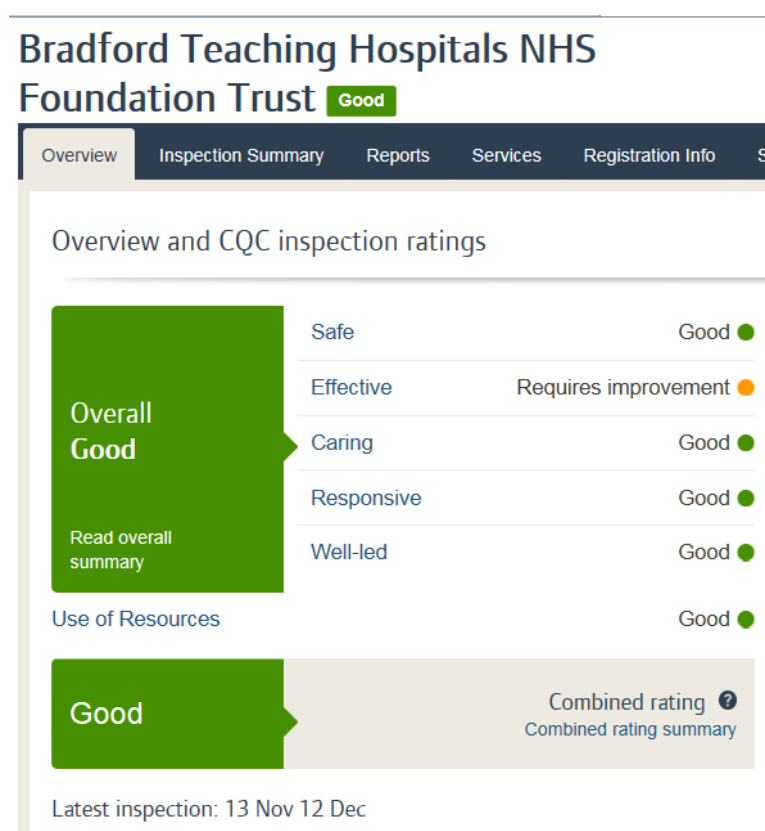 Bradford Teaching Hospitals NHS
Foundation Trust Good
Overview Inspection Summary Reports Services Registration Info S
Overview and CQC inspection ratings
Overall
Good
Read overall
summary
Safe Good
Effective Requires improvement
Caring Good
Responsive Good
Well-led Good
Use of Resources Good
Good
Combined rating ?
Combined rating summary
Latest inspection: 13 Nov 12 Dec